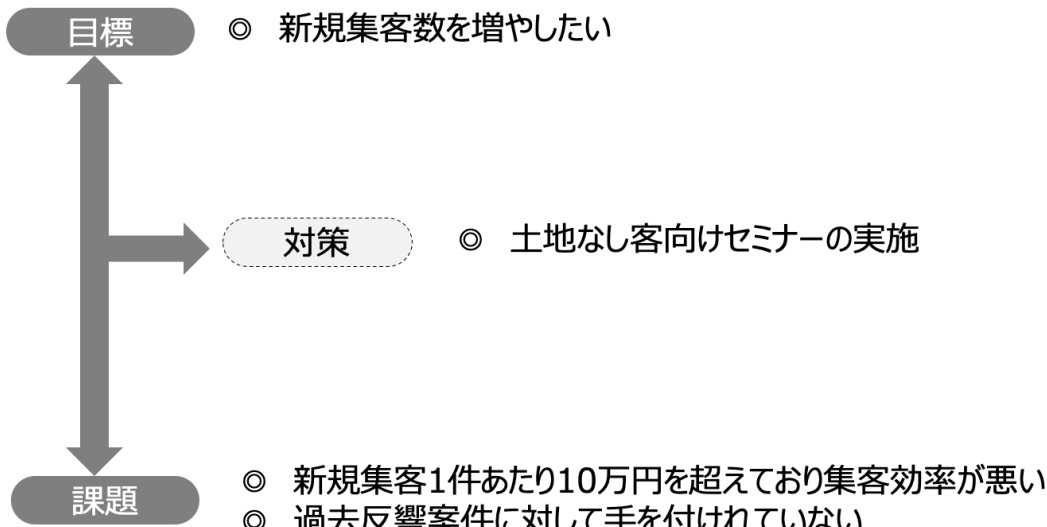 目標
◎ 新規集客数を増やしたい
対策
◎ 土地なし客向けセミナーの実施
課題
◎ 新規集客1件あたり10万円を超えており集客効率が悪い
◎ 過去反響案件に対して手を付けれていない